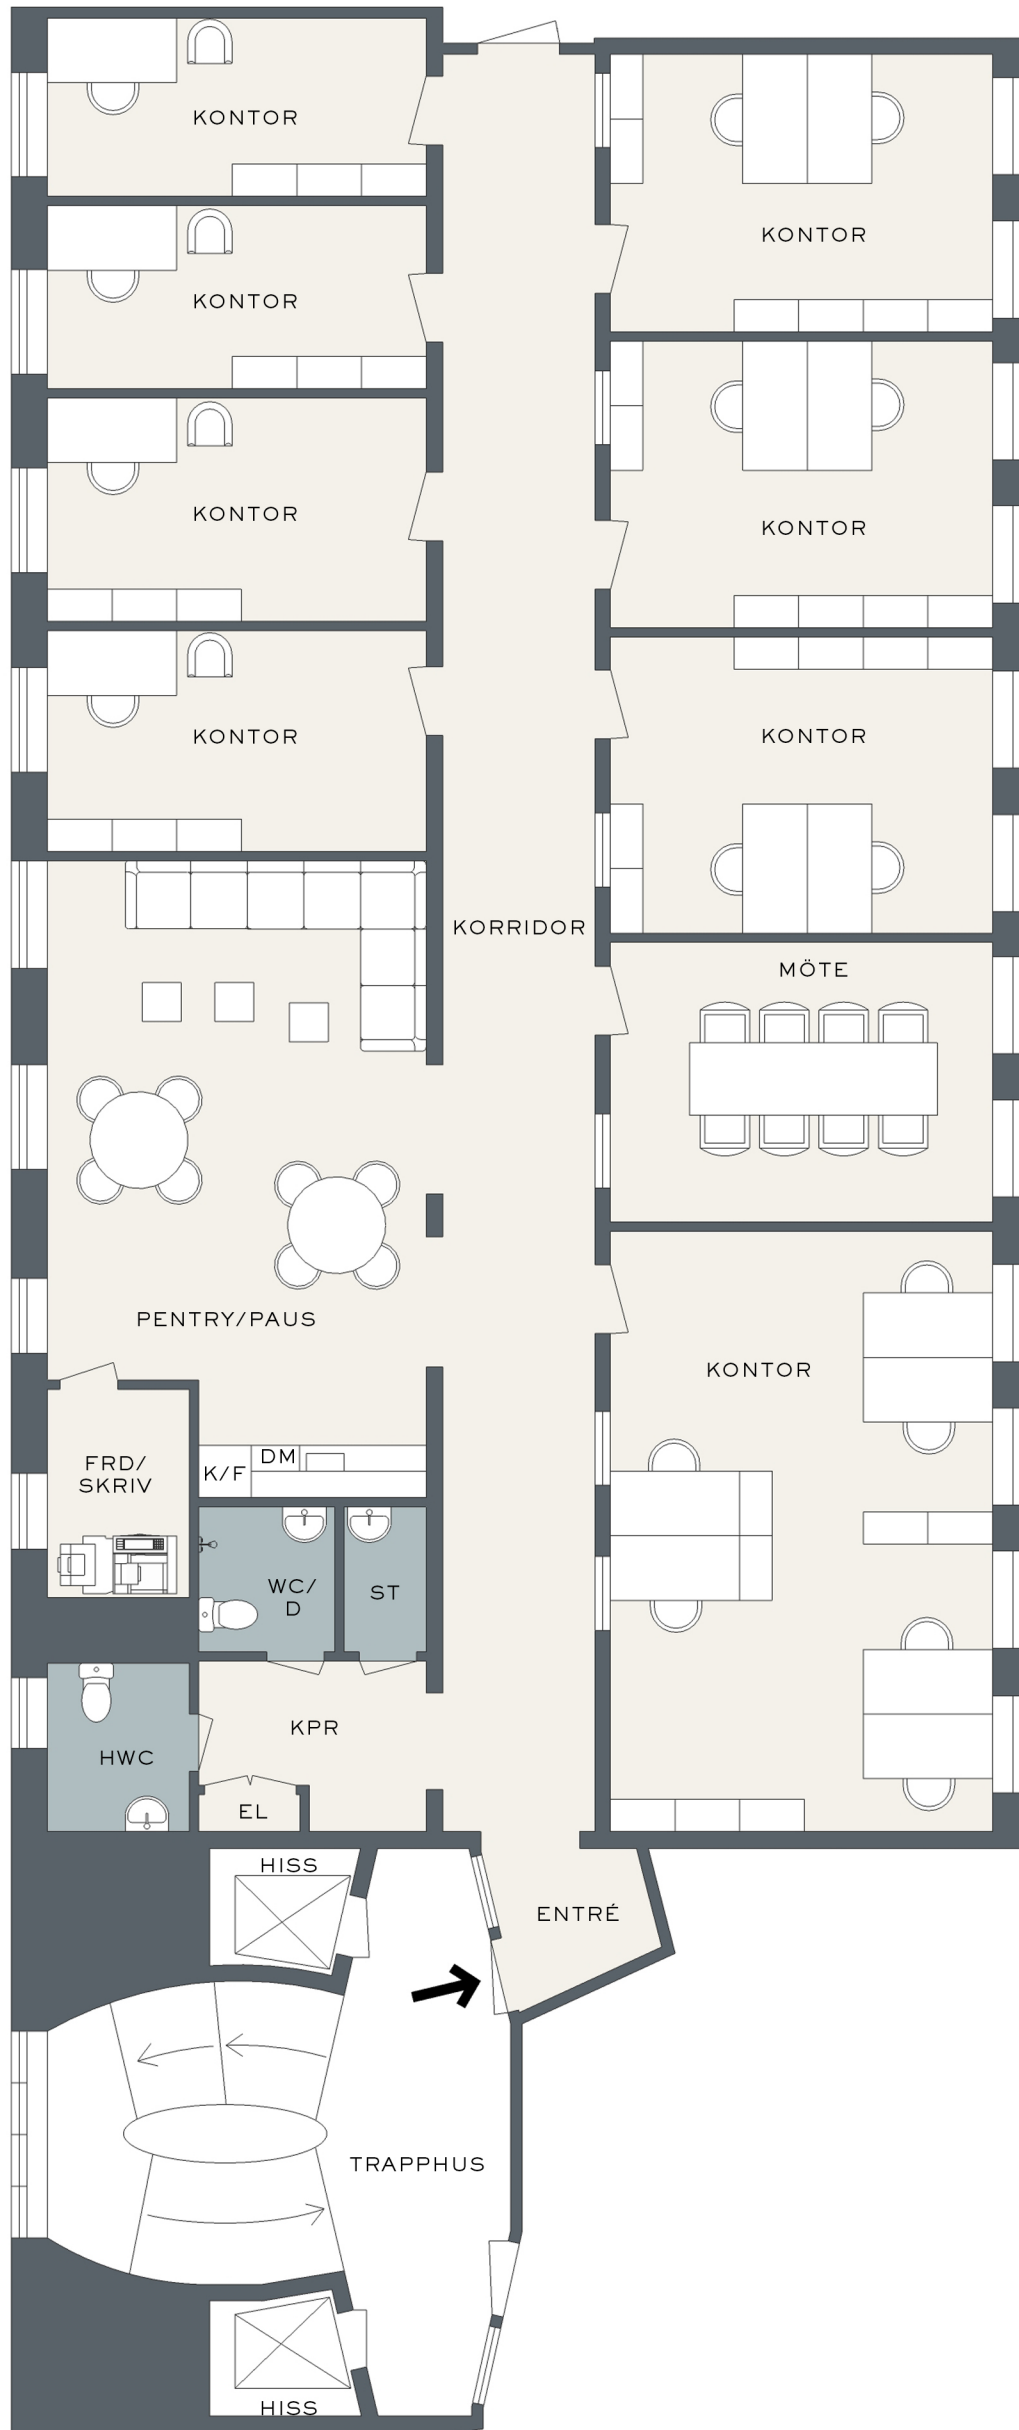 KONTOR
KONTOR
KONTOR
KONTOR
KONTOR
KONTOR
KONTOR
KORRIDOR
MÖTE
PENTRY/PAUS
KONTOR
FRD/
SKRIV
K/F
DM
WC/
D
ST
HWC
KPR
EL
HISS
ENTRÉ
TRAPPHUS
HISS